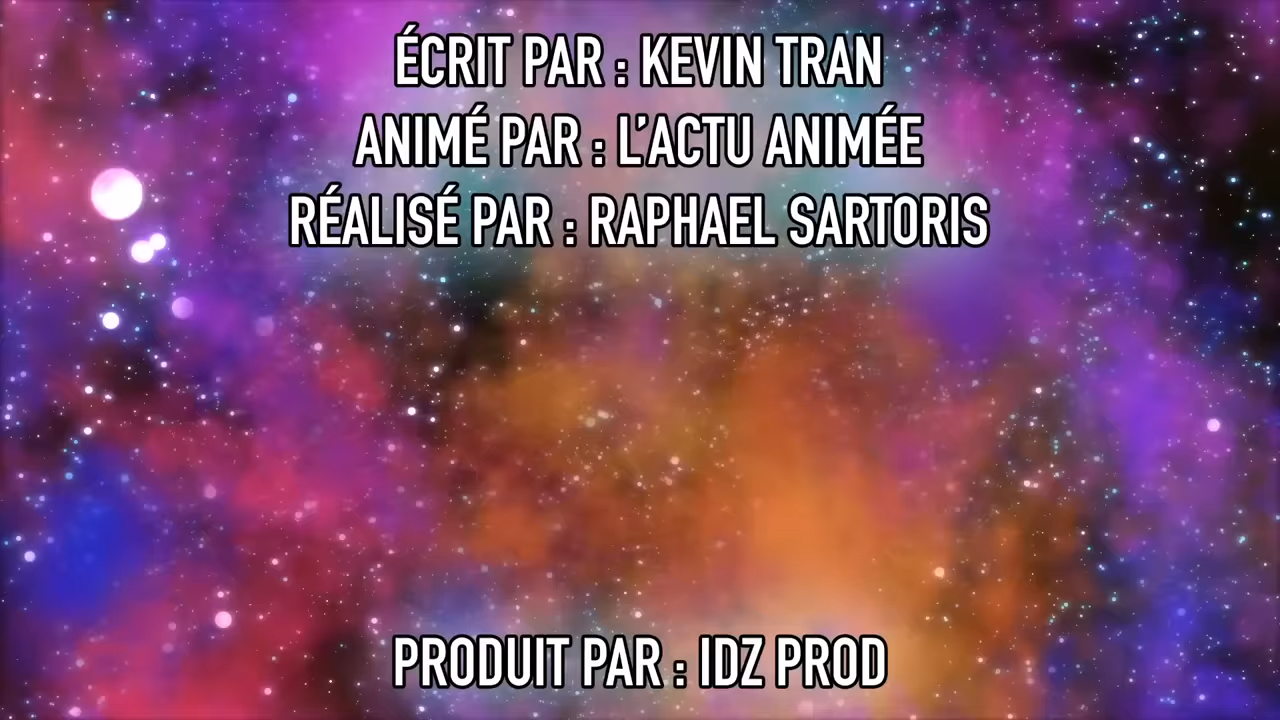 ÉCRIT PAR : KEVIN TRAN
ANIMÉ PAR : L'ACTU ANIMÉE
RÉALISÉ PAR : RAPHAEL SARTORIS
PRODUIT PAR : IDZ PROD